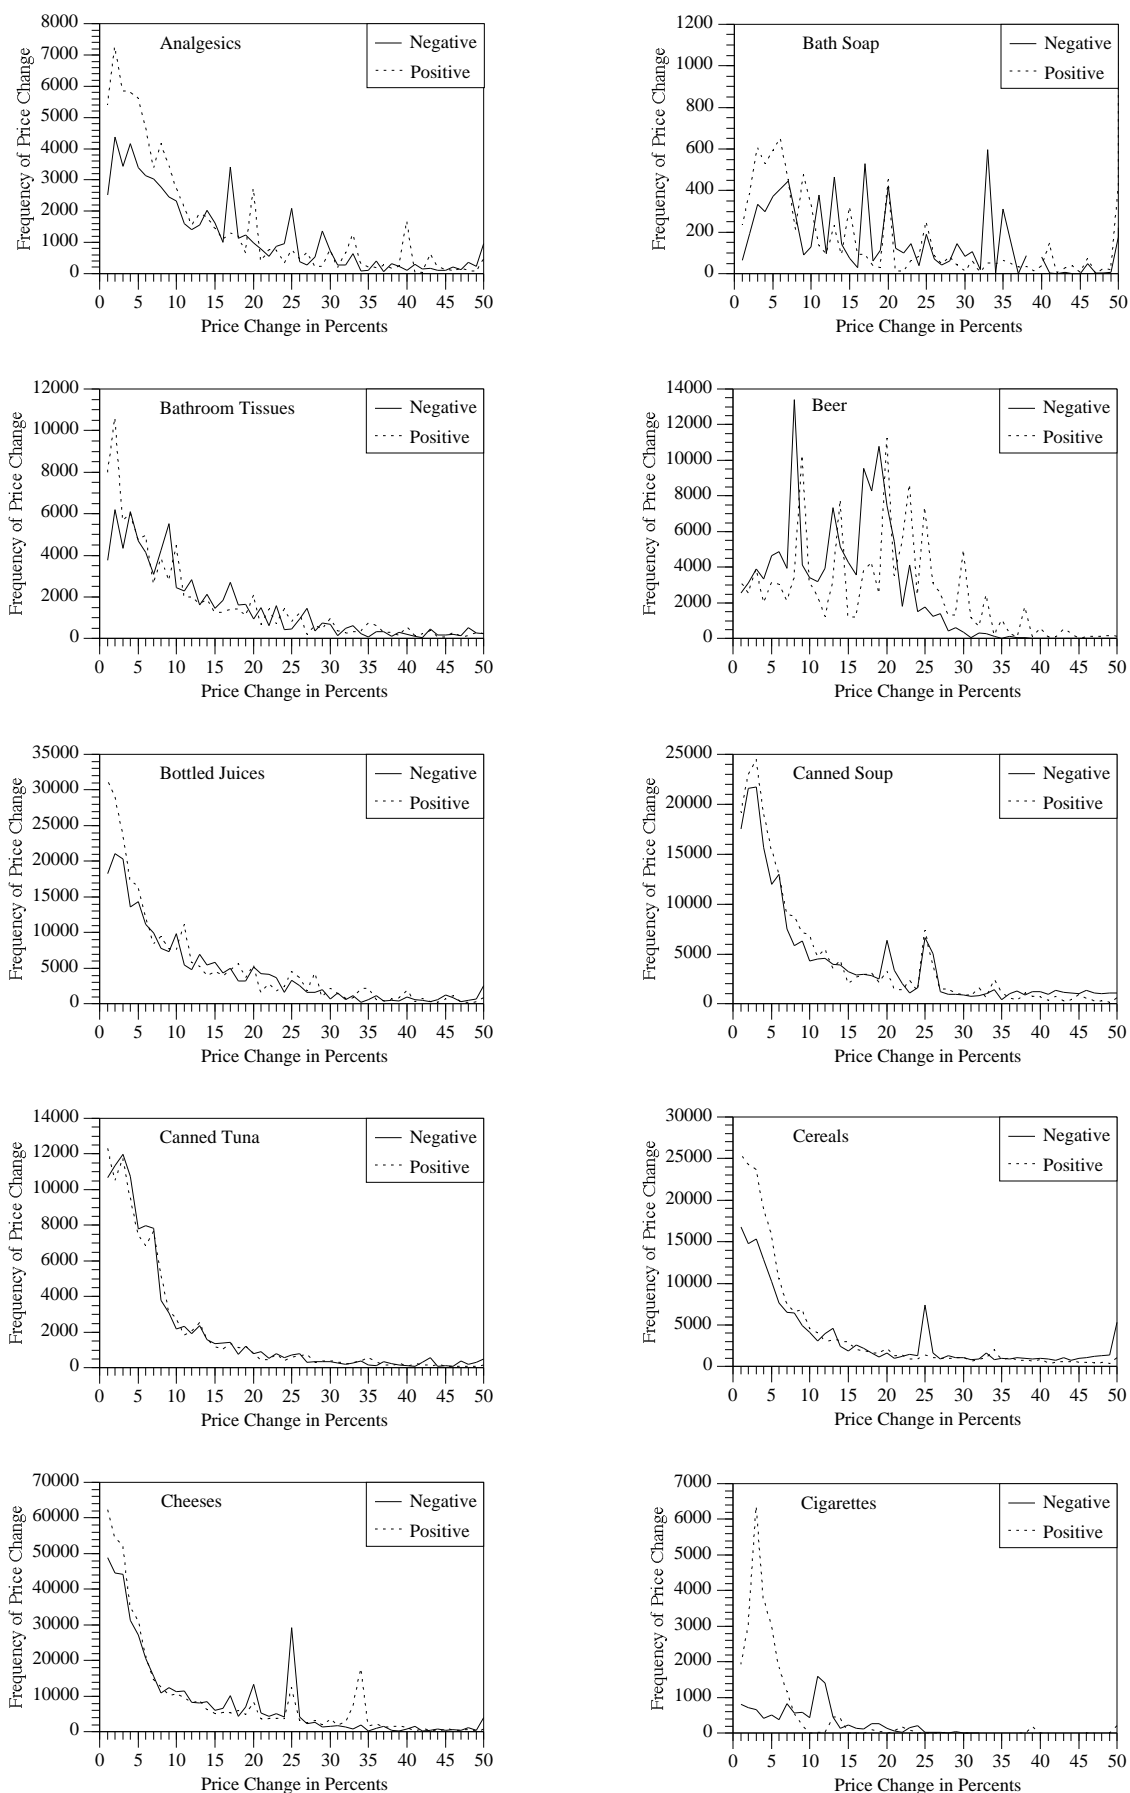 Analgesics
Negative
Positive
Frequency of Price Change
8000
7000
6000
5000
4000
3000
2000
1000
0
0 5 10 15 20 25 30 35 40 45 50
Price Change in Percents
Bath Soap
Negative
Positive
Frequency of Price Change
1200
1000
800
600
400
200
0
0 5 10 15 20 25 30 35 40 45 50
Price Change in Percents
Bathroom Tissues
Negative
Positive
Frequency of Price Change
12000
10000
8000
6000
4000
2000
0
0 5 10 15 20 25 30 35 40 45 50
Price Change in Percents
Beer
Negative
Positive
Frequency of Price Change
14000
12000
10000
8000
6000
4000
2000
0
0 5 10 15 20 25 30 35 40 45 50
Price Change in Percents
Bottled Juices
Negative
Positive
Frequency of Price Change
35000
30000
25000
20000
15000
10000
5000
0
0 5 10 15 20 25 30 35 40 45 50
Price Change in Percents
Canned Soup
Negative
Positive
Frequency of Price Change
25000
20000
15000
10000
5000
0
0 5 10 15 20 25 30 35 40 45 50
Price Change in Percents
Canned Tuna
Negative
Positive
Frequency of Price Change
14000
12000
10000
8000
6000
4000
2000
0
0 5 10 15 20 25 30 35 40 45 50
Price Change in Percents
Cereals
Negative
Positive
Frequency of Price Change
30000
25000
20000
15000
10000
5000
0
0 5 10 15 20 25 30 35 40 45 50
Price Change in Percents
Cheeses
Negative
Positive
Frequency of Price Change
70000
60000
50000
40000
30000
20000
10000
0
0 5 10 15 20 25 30 35 40 45 50
Price Change in Percents
Cigarettes
Negative
Positive
Frequency of Price Change
7000
6000
5000
4000
3000
2000
1000
0
0 5 10 15 20 25 30 35 40 45 50
Price Change in Percents